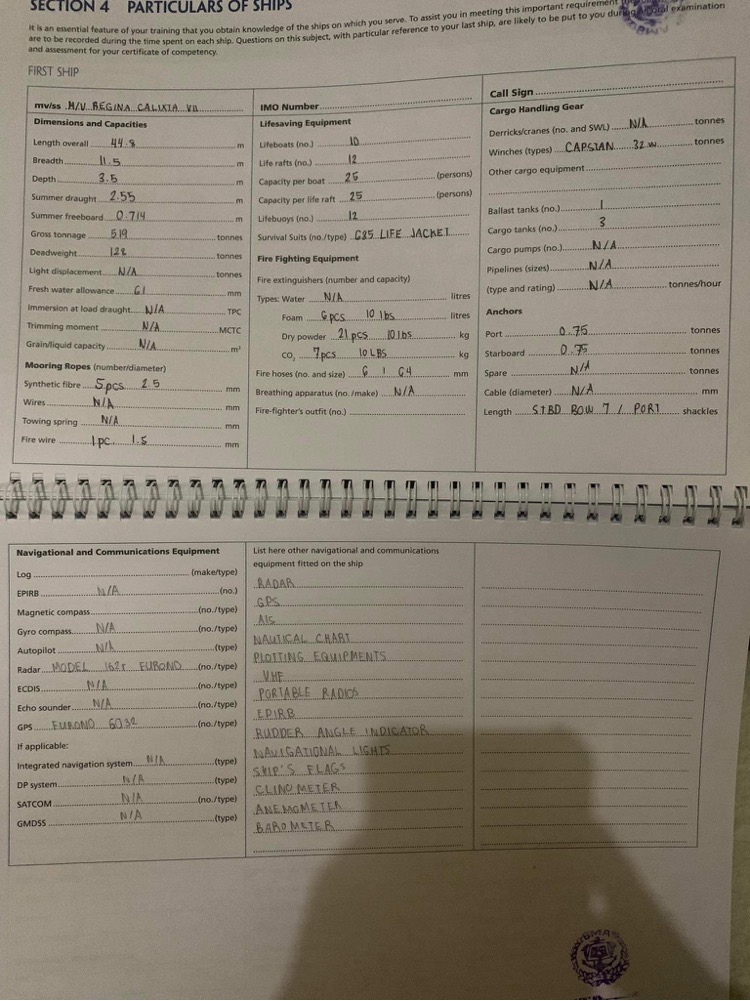 SECTION 4 PARTICULARS OF SHIPS
It is an essential feature of your training that you obtain knowledge of the ships on which you serve. To assist you in meeting this important requirement
are to be recorded during the time spent on each ship. Questions on this subject, with particular reference to your last ship, are likely to be put to you during oral examination
and assessment for your certificate of competency.
FIRST SHIP
mv/ss M/V REGINA CALIXTA VII
Dimensions and Capacities
Length overall 44.8 m
Breadth 11.5 m
Depth 3.5 m
Summer draught 2.55 m
Summer freeboard 0.714 m
Gross tonnage 519 tonnes
Deadweight 128 tonnes
Light displacement N/A tonnes
Fresh water allowance 61 mm
Immersion at load draught N/A TPC
Trimming moment N/A MCTC
Grain/liquid capacity N/A m³
Mooring Ropes (number/diameter)
Synthetic fibre 5pcs 2.5 mm
Wires N/A mm
Towing spring N/A mm
Fire wire 1pc. 1.5 mm
IMO Number
Lifesaving Equipment
Lifeboats (no.) 10
Life rafts (no.) 12
Capacity per boat 25 (persons)
Capacity per life raft 25 (persons)
Lifebuoys (no.) 12
Survival Suits (no./type) 685 LIFE JACKET
Fire Fighting Equipment
Fire extinguishers (number and capacity)
Types: Water N/A litres
Foam 6pcs 10 lbs litres
Dry powder 21pcs 10lbs kg
CO₂ 7pcs 10LBS kg
Fire hoses (no. and size) 6 1 64 mm
Breathing apparatus (no./make) N/A
Fire-fighter's outfit (no.)
Call Sign
Cargo Handling Gear
Derricks/cranes (no. and SWL) N/A tonnes
Winches (types) CAPSTAN 32 w tonnes
Other cargo equipment
Ballast tanks (no.) 1
Cargo tanks (no.) 3
Cargo pumps (no.) N/A
Pipelines (sizes) N/A
(type and rating) N/A tonnes/hour
Anchors
Port 0.75 tonnes
Starboard 0.75 tonnes
Spare N/A tonnes
Cable (diameter) N/A mm
Length STBD BOW 7 / PORT shackles
Navigational and Communications Equipment
Log (make/type)
EPIRB N/A (no.)
Magnetic compass (no./type)
Gyro compass N/A (no./type)
Autopilot N/A (type)
Radar MODEL 1623 FURONO (no./type)
ECDIS N/A (no./type)
Echo sounder N/A (no./type)
GPS FURONO 6032 (no./type)
If applicable:
Integrated navigation system N/A (type)
DP system N/A (type)
SATCOM N/A (no./type)
GMDSS N/A (type)
List here other navigational and communications
equipment fitted on the ship
RADAR
GPS
AIS
NAUTICAL CHART
PLOTTING EQUIPMENTS
VHF
PORTABLE RADIOS
EPIRB
RUDDER ANGLE INDICATOR
NAVIGATIONAL LIGHTS
SHIP'S FLAGS
CLINOMETER
ANEMOMETER
BAROMETER